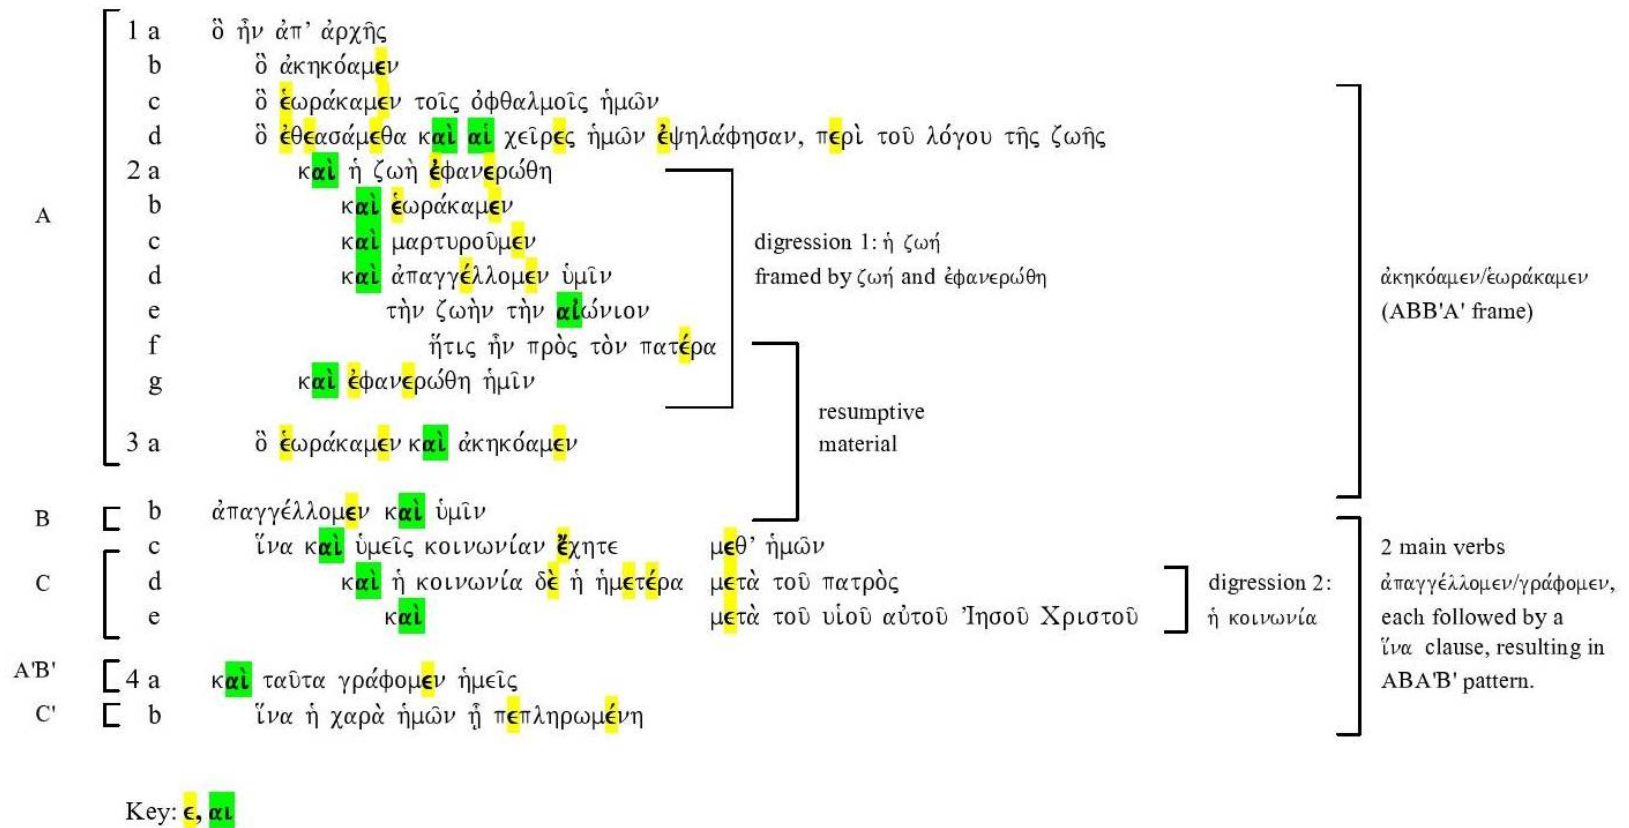 1 a ὃ ἦν ἀπ’ ἀρχῆς
b ὃ ἀκηκόαμεν
c ὃ ἑωράκαμεν τοῖς ὀφθαλμοῖς ἡμῶν
d ὃ ἐθεασάμεθα καὶ αἱ χεῖρες ἡμῶν ἐψηλάφησαν, περὶ τοῦ λόγου τῆς ζωῆς
2 a καὶ ἡ ζωὴ ἐφανερώθη
A b καὶ ἑωράκαμεν
c καὶ μαρτυροῦμεν digression 1: ἡ ζωή
d καὶ ἀπαγγέλλομεν ὑμῖν framed by ζωή and ἐφανερώθη ἀκηκόαμεν/ἑωράκαμεν
e τὴν ζωὴν τὴν αἰώνιον (ABB'A' frame)
f ἥτις ἦν πρὸς τὸν πατέρα
g καὶ ἐφανερώθη ἡμῖν
resumptive
3 a ὃ ἑωράκαμεν καὶ ἀκηκόαμεν material
B b ἀπαγγέλλομεν καὶ ὑμῖν
c ἵνα καὶ ὑμεῖς κοινωνίαν ἔχητε μεθ’ ἡμῶν 2 main verbs
C d καὶ ἡ κοινωνία δὲ ἡ ἡμετέρα μετὰ τοῦ πατρὸς digression 2: ἀπαγγέλλομεν/γράφομεν,
e καὶ μετὰ τοῦ υἱοῦ αὐτοῦ Ἰησοῦ Χριστοῦ ἡ κοινωνία each followed by a
ἵνα clause, resulting in
A'B' 4 a καὶ ταῦτα γράφομεν ἡμεῖς ABA'B' pattern.
C' b ἵνα ἡ χαρὰ ἡμῶν ᾖ πεπληρωμένη
Key: ε, αι